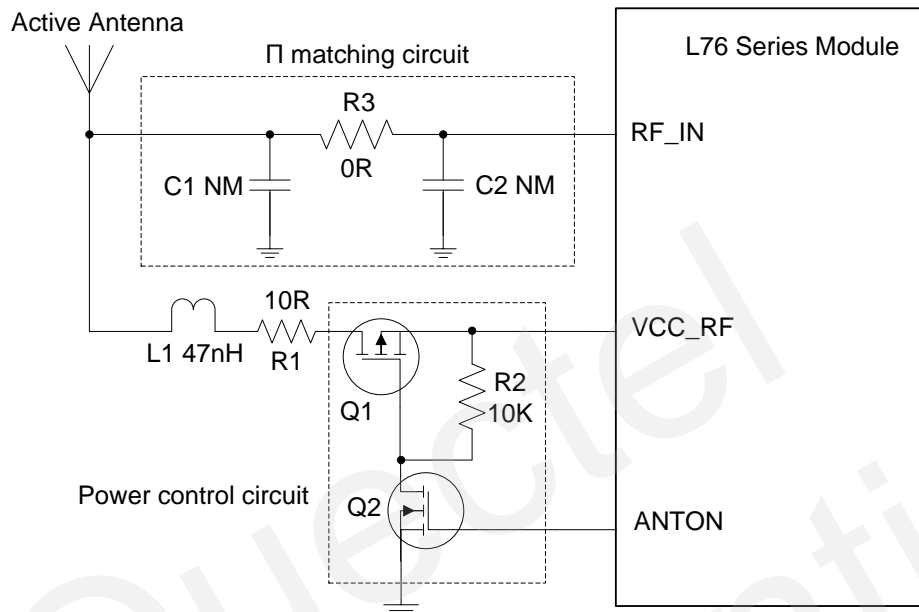 Active Antenna
Π matching circuit
L76 Series Module
R3
RF_IN
0R
C1 NM
C2 NM
10R
VCC_RF
L1 47nH
R1
R2
10K
Q1
Power control circuit
Q2
ANTON
Quectel